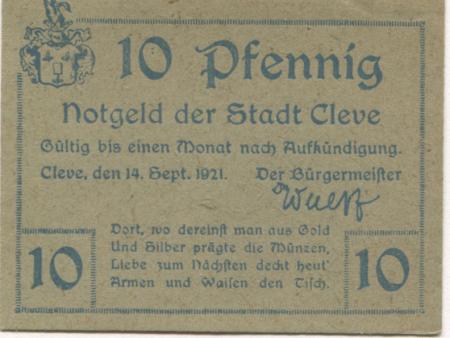 10 Pfennig
Notgeld der Stadt Cleve
Gültig bis einen Monat nach Aufkündigung.
Cleve, den 14. Sept. 1921. Der Bürgermeister
Wulff
10
Dort, wo dereinst man aus Gold
Und Silber prägte die Münzen,
Liebe zum Nächsten deckt heut'
Armen und Waisen den Tisch.
10